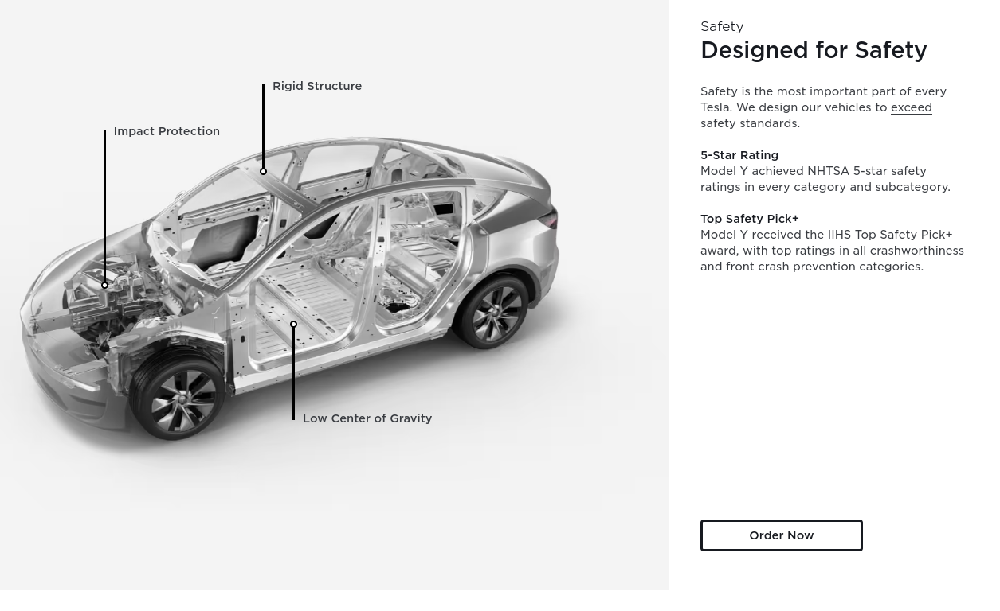 Safety
Designed for Safety
Rigid Structure
Impact Protection
Low Center of Gravity
Safety is the most important part of every
Tesla. We design our vehicles to exceed
safety standards.
5-Star Rating
Model Y achieved NHTSA 5-star safety
ratings in every category and subcategory.
Top Safety Pick+
Model Y received the IIHS Top Safety Pick+
award, with top ratings in all crashworthiness
and front crash prevention categories.
Order Now